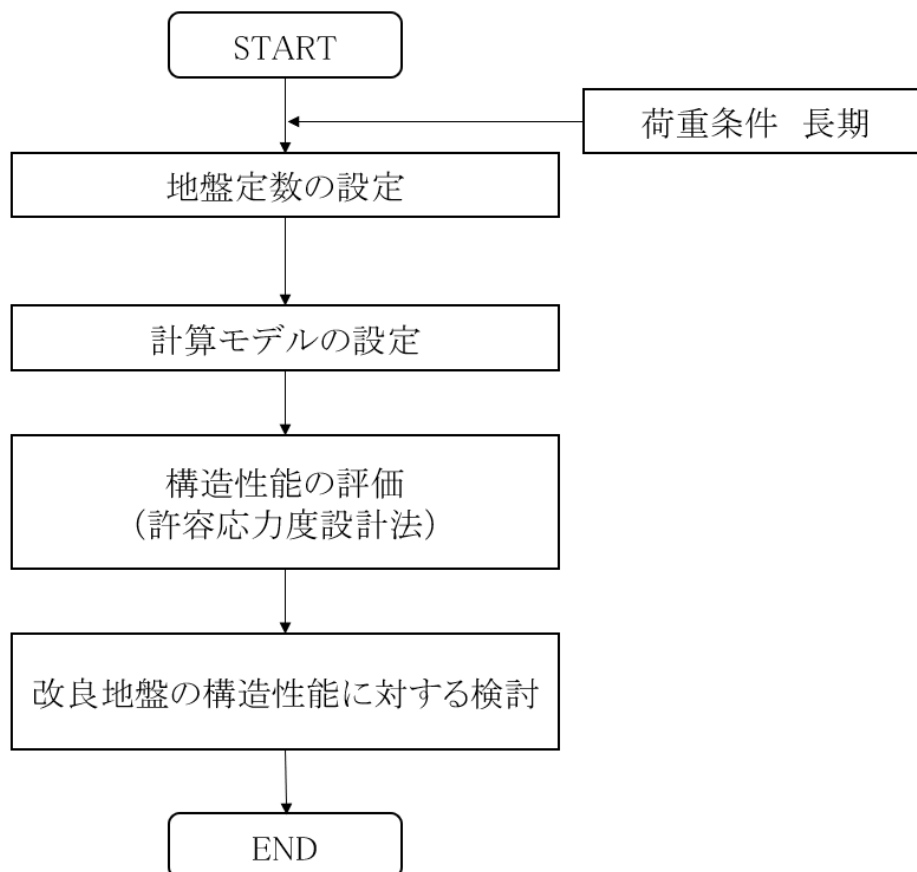 START
荷重条件 長期
地盤定数の設定
計算モデルの設定
構造性能の評価
(許容応力度設計法)
改良地盤の構造性能に対する検討
END